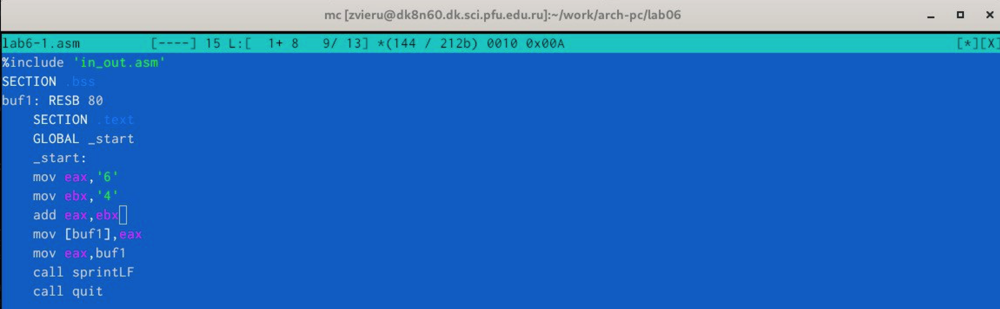 mc [zvieru@dk8n60.dk.sci.pfu.edu.ru]:~/work/arch-pc/lab06
lab6-1.asm         [----] 15 L:[  1+ 8   9/ 13] *(144 / 212b) 0010 0x00A [*][X]
%include 'in_out.asm'
SECTION .bss
buf1: RESB 80
    SECTION .text
    GLOBAL _start
    _start:
    mov eax,'6'
    mov ebx,'4'
    add eax,ebx
    mov [buf1],eax
    mov eax,buf1
    call sprintLF
    call quit